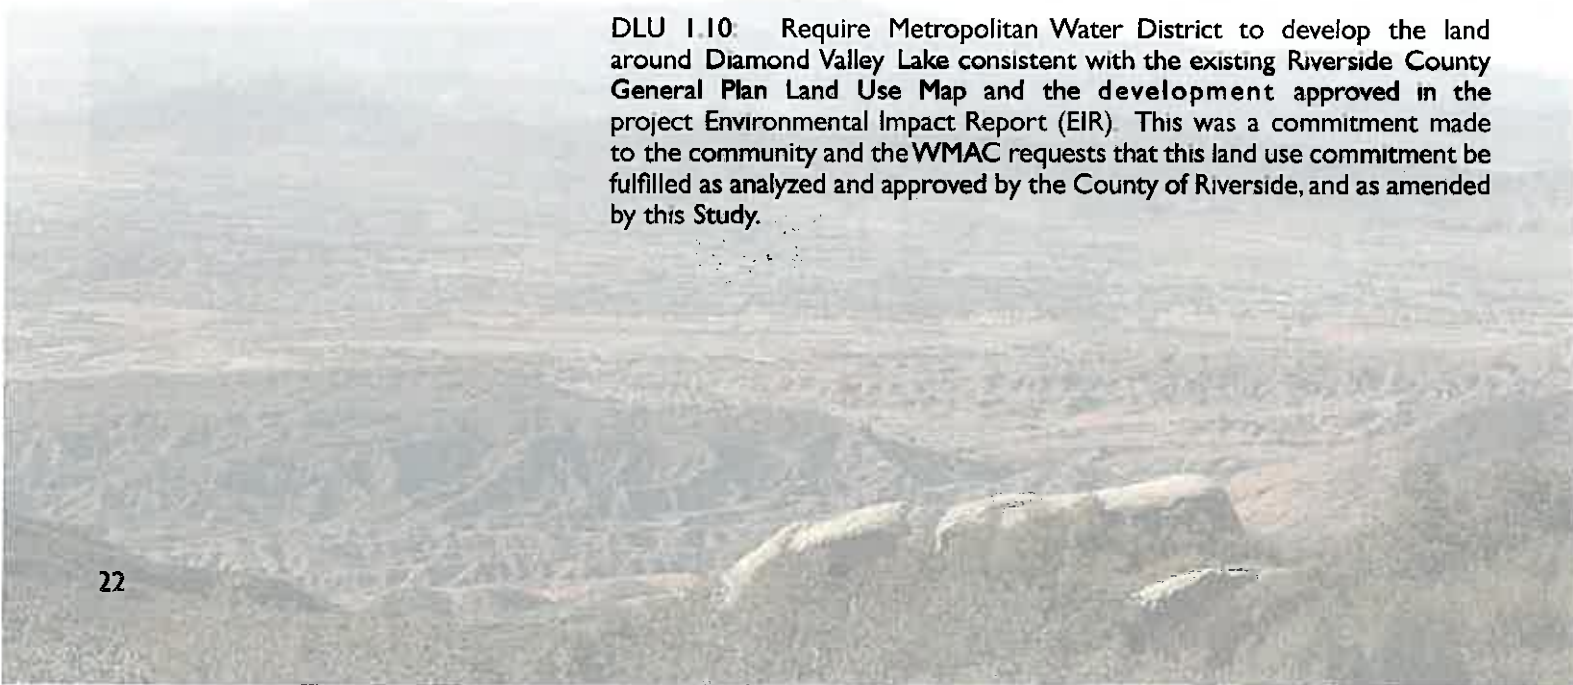 DLU 1.10: Require Metropolitan Water District to develop the land
around Diamond Valley Lake consistent with the existing Riverside County
General Plan Land Use Map and the development approved in the
project Environmental Impact Report (EIR). This was a commitment made
to the community and the WMAC requests that this land use commitment be
fulfilled as analyzed and approved by the County of Riverside, and as amended
by this Study.
22